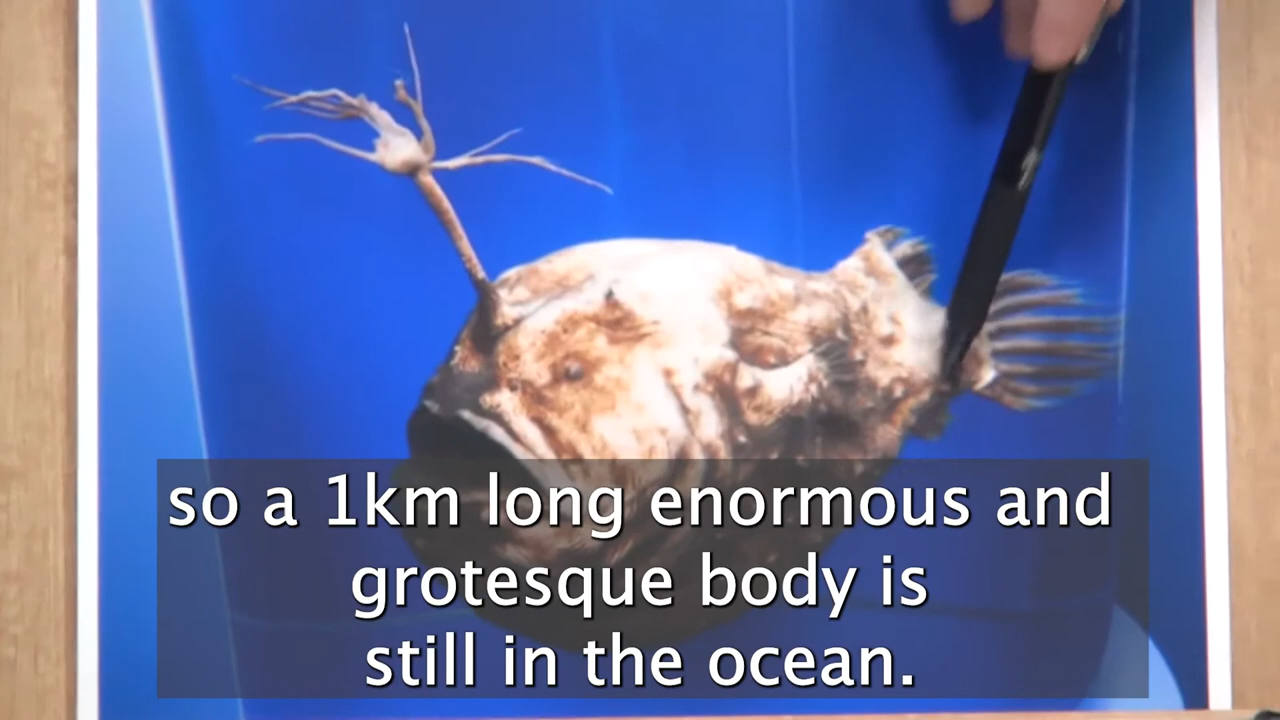 so a 1km long enormous and
grotesque body is
still in the ocean.